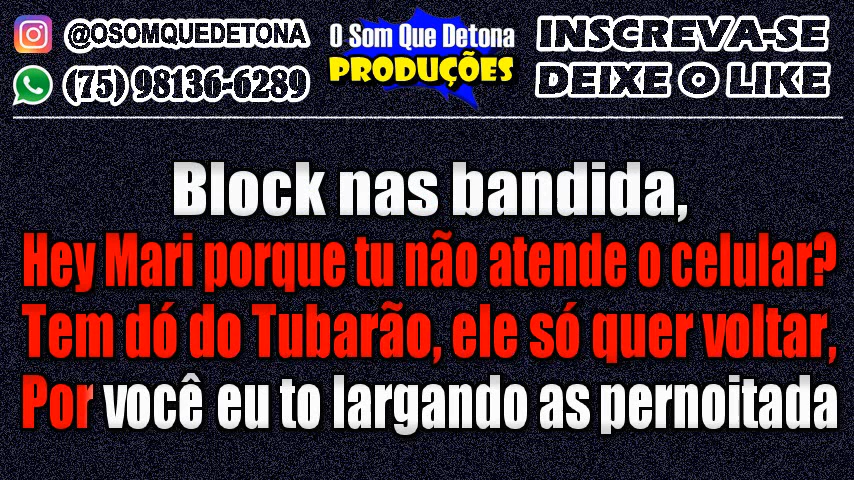 @OSOMQUEDETONA
(75) 98136-6289
O Som Que Detona
PRODUÇÕES
INSCREVA-SE
DEIXE O LIKE
Block nas bandida,
Hey Mari porque tu não atende o celular?
Tem dó do Tubarão, ele só quer voltar,
Por você eu to largando as pernoitada